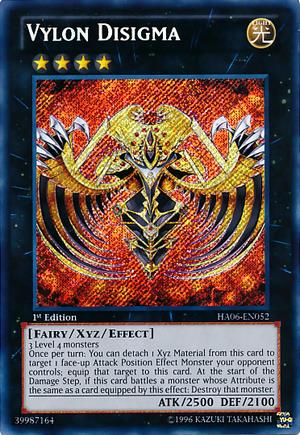 Vylon Disigma
LIGHT
光
1st Edition
HA06-EN052
[Fairy/Xyz/Effect]
3 Level 4 monsters
Once per turn: You can detach 1 Xyz Material from this card to
target 1 face-up Attack Position Effect Monster your opponent
controls; equip that target to this card. At the start of the
Damage Step, if this card battles a monster whose Attribute is
the same as a card equipped by this effect: Destroy that monster.
ATK/2500 DEF/2100
39987164
©1996 KAZUKI TAKAHASHI